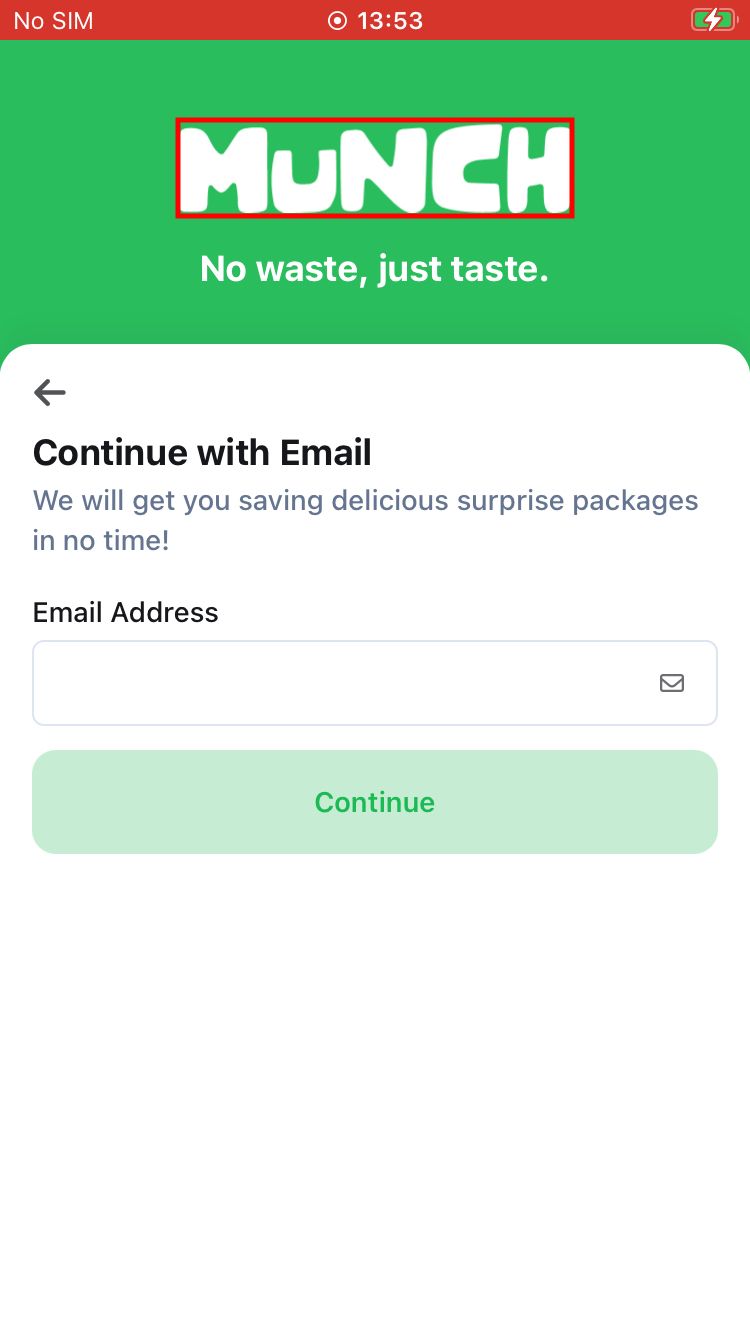 No SIM
13:53
MuNCH
No waste, just taste.
Continue with Email
We will get you saving delicious surprise packages
in no time!
Email Address
Continue